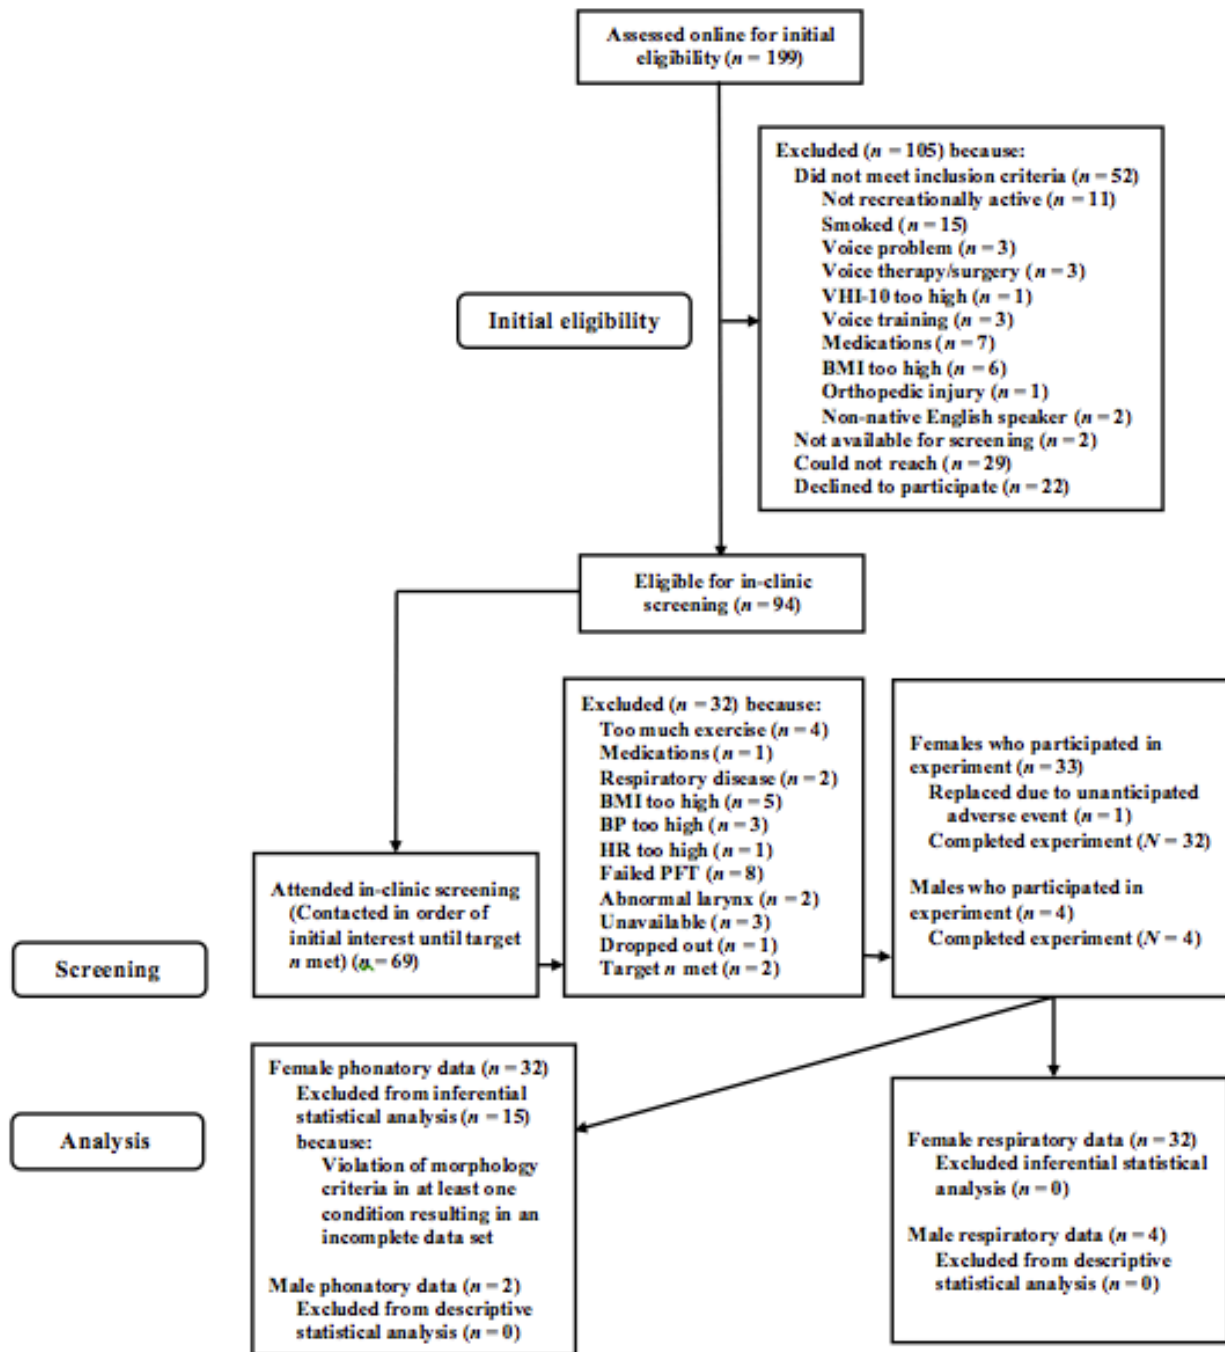 Assessed online for initial
eligibility (n = 199)
Excluded (n = 105) because:
Did not meet inclusion criteria (n = 52)
Not recreationally active (n = 11)
Smoked (n = 15)
Voice problem (n = 3)
Voice therapy/surgery (n = 3)
VHI-10 too high (n = 1)
Voice training (n = 3)
Medications (n = 7)
BMI too high (n = 6)
Orthopedic injury (n = 1)
Non-native English speaker (n = 2)
Not available for screening (n = 2)
Could not reach (n = 29)
Declined to participate (n = 22)
Initial eligibility
Eligible for in-clinic
screening (n = 94)
Excluded (n = 32) because:
Too much exercise (n = 4)
Medications (n = 1)
Respiratory disease (n = 2)
BMI too high (n = 5)
BP too high (n = 3)
HR too high (n = 1)
Failed PFT (n = 8)
Abnormal larynx (n = 2)
Unavailable (n = 3)
Dropped out (n = 1)
Target n met (n = 2)
Females who participated in
experiment (n = 33)
Replaced due to unanticipated
adverse event (n = 1)
Completed experiment (N = 32)
Males who participated in
experiment (n = 4)
Completed experiment (N = 4)
Attended in-clinic screening
(Contacted in order of
initial interest until target
n met) (n = 69)
Screening
Female phonatory data (n = 32)
Excluded from inferential
statistical analysis (n = 15)
because:
Violation of morphology
criteria in at least one
condition resulting in an
incomplete data set
Male phonatory data (n = 2)
Excluded from descriptive
statistical analysis (n = 0)
Analysis
Female respiratory data (n = 32)
Excluded inferential statistical
analysis (n = 0)
Male respiratory data (n = 4)
Excluded from descriptive
statistical analysis (n = 0)